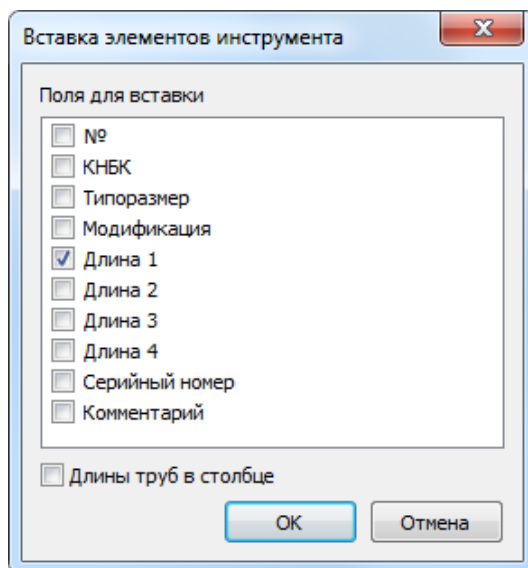 Вставка элементов инструмента
Поля для вставки
№
КНБК
Типоразмер
Модификация
Длина 1
Длина 2
Длина 3
Длина 4
Серийный номер
Комментарий
Длины труб в столбце
ОК Отмена